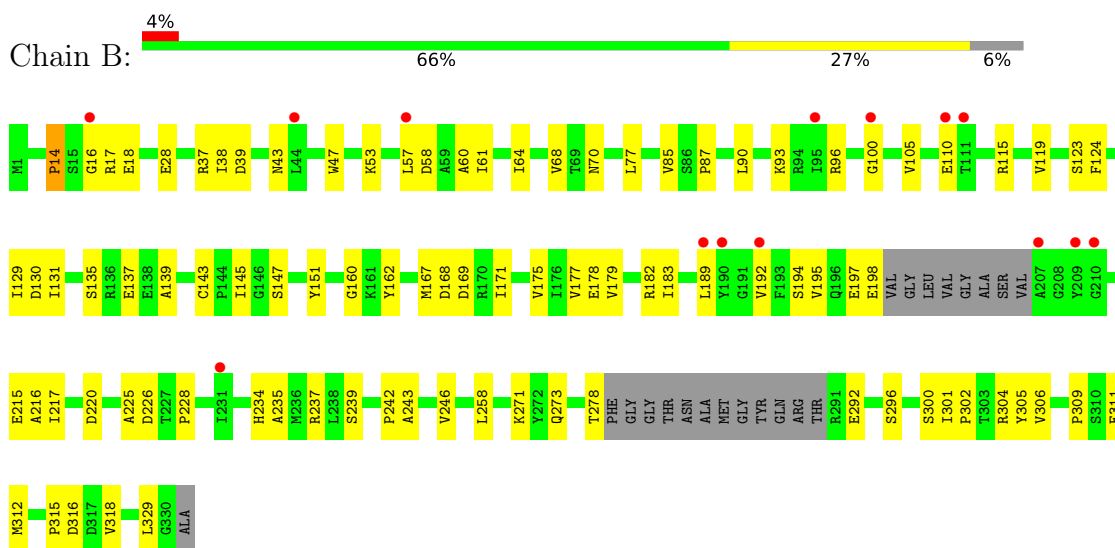 4%
Chain B:
66% 27% 6%
M1 P14 S15 G16 R17 E18 E28 R37 I38 D39 N43 L44 W47 K53 L57 D58 A59 A60 I61 I64 V68 T69 N70 L77 V85 S86 P87 L90 K93 R94 I95 R96 G100 V105 E110 T111 R115 V119 S123 F124
I129 D130 I131 S135 R136 E137 E138 A139 C143 P144 I145 G146 S147 Y151 G160 K161 Y162 M167 D168 D169 R170 I171 V175 I176 V177 E178 V179 R182 I183 L189 Y190 G191 V192 F193 S194 V195 Q196 E197 E198 VAL GLY LEU VAL GLY ALA SER VAL A207 G208 Y209 G210
E215 A216 I217 D220 A225 D226 T227 P228 I231 H234 A235 M236 R237 L238 S239 P242 A243 V246 L258 K271 Y272 Q273 T278 PHE GLY GLY THR ASN ALA MET GLY TYR GLN ARG THR R291 E292 S296 S300 I301 P302 T303 R304 Y305 V306 P309 S310 E311
M312 P315 D316 D317 V318 L329 G330 ALA